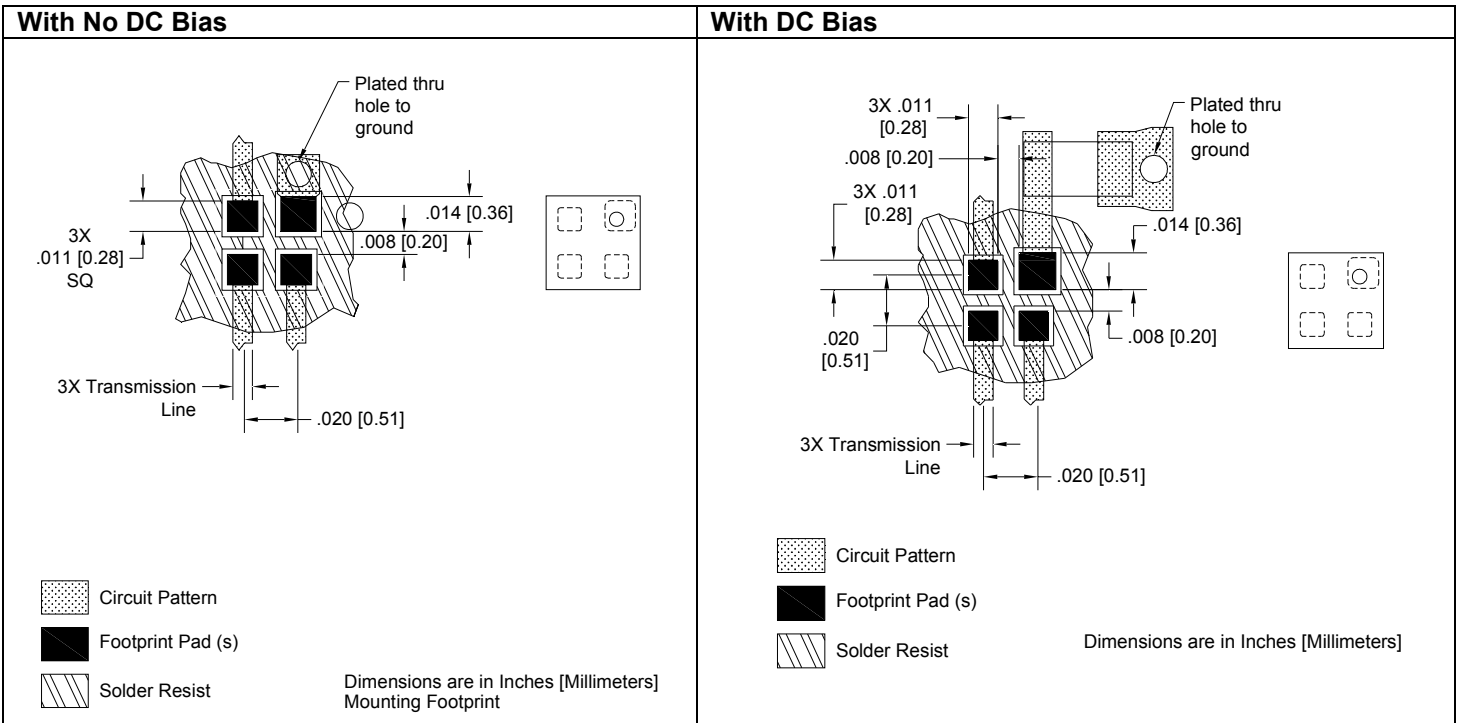 With No DC Bias
Plated thru
hole to
ground
.014 [0.36]
.008 [0.20]
3X
.011 [0.28]
SQ
3X Transmission
Line
.020 [0.51]
Circuit Pattern
Footprint Pad (s)
Solder Resist
Dimensions are in Inches [Millimeters]
Mounting Footprint
With DC Bias
3X .011
[0.28]
Plated thru
hole to
ground
.008 [0.20]
3X .011
[0.28]
.014 [0.36]
.020
[0.51]
.008 [0.20]
3X Transmission
Line
.020 [0.51]
Circuit Pattern
Footprint Pad (s)
Solder Resist
Dimensions are in Inches [Millimeters]